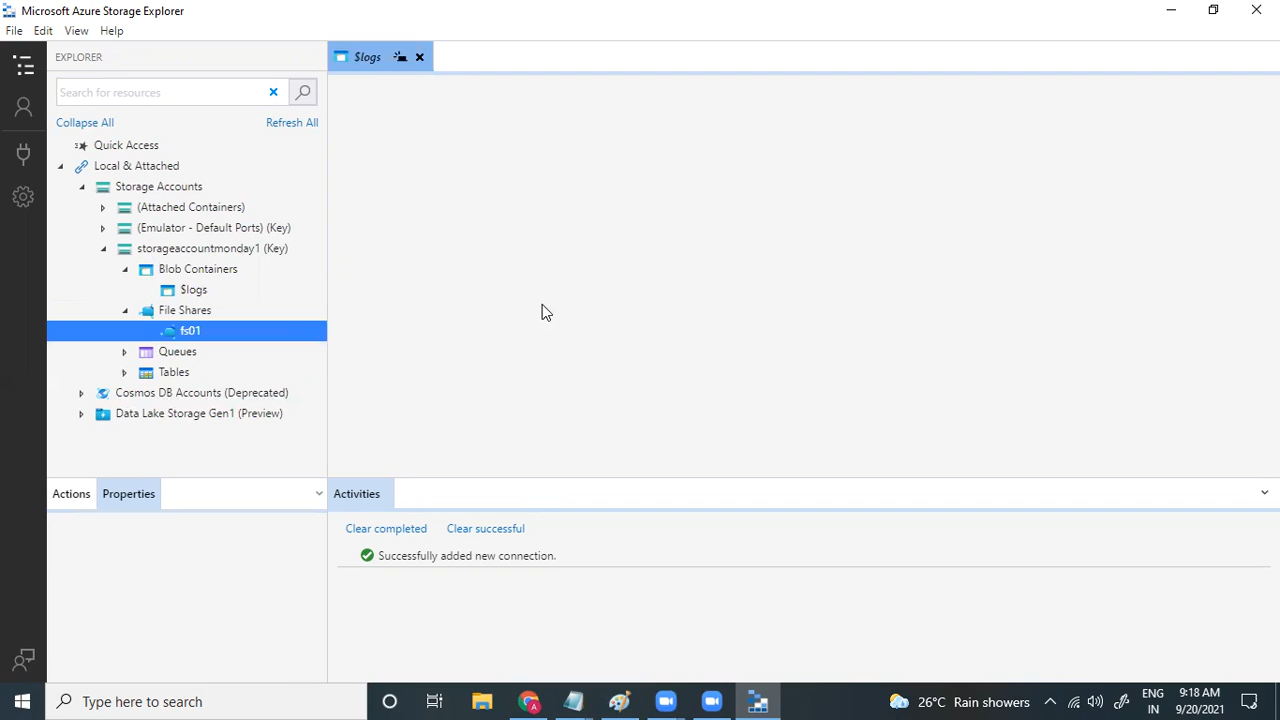 Microsoft Azure Storage Explorer
File Edit View Help
EXPLORER
$logs
Search for resources
Collapse All Refresh All
Quick Access
Local & Attached
Storage Accounts
(Attached Containers)
(Emulator - Default Ports) (Key)
storageaccountmonday1 (Key)
Blob Containers
$logs
File Shares
fs01
Queues
Tables
Cosmos DB Accounts (Deprecated)
Data Lake Storage Gen1 (Preview)
Actions Properties
Activities
Clear completed Clear successful
Successfully added new connection.
Type here to search
26°C Rain showers
ENG
IN
9:18 AM
9/20/2021